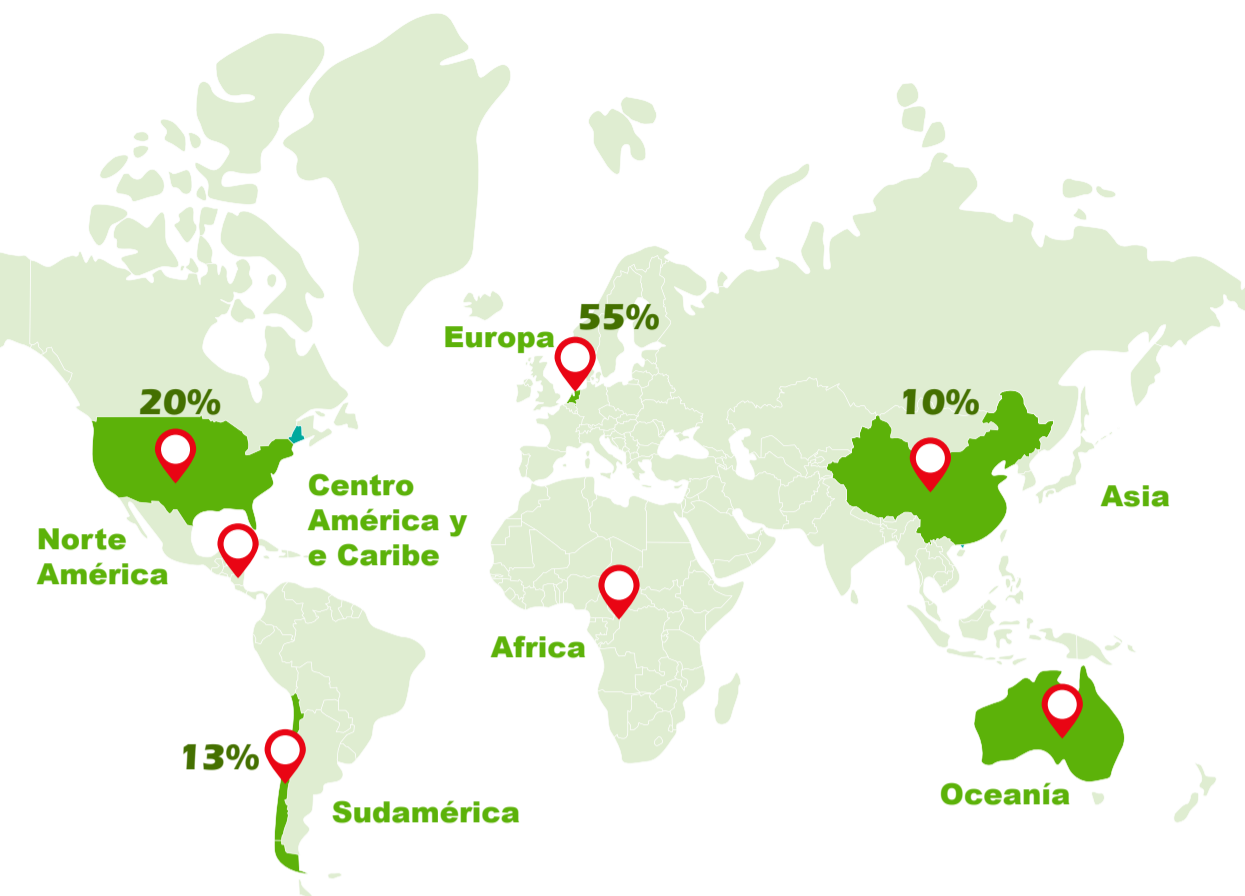 55%
Europa
20%
10%
Centro
América y
e Caribe
Asia
Norte
América
Africa
13%
Oceanía
Sudamérica